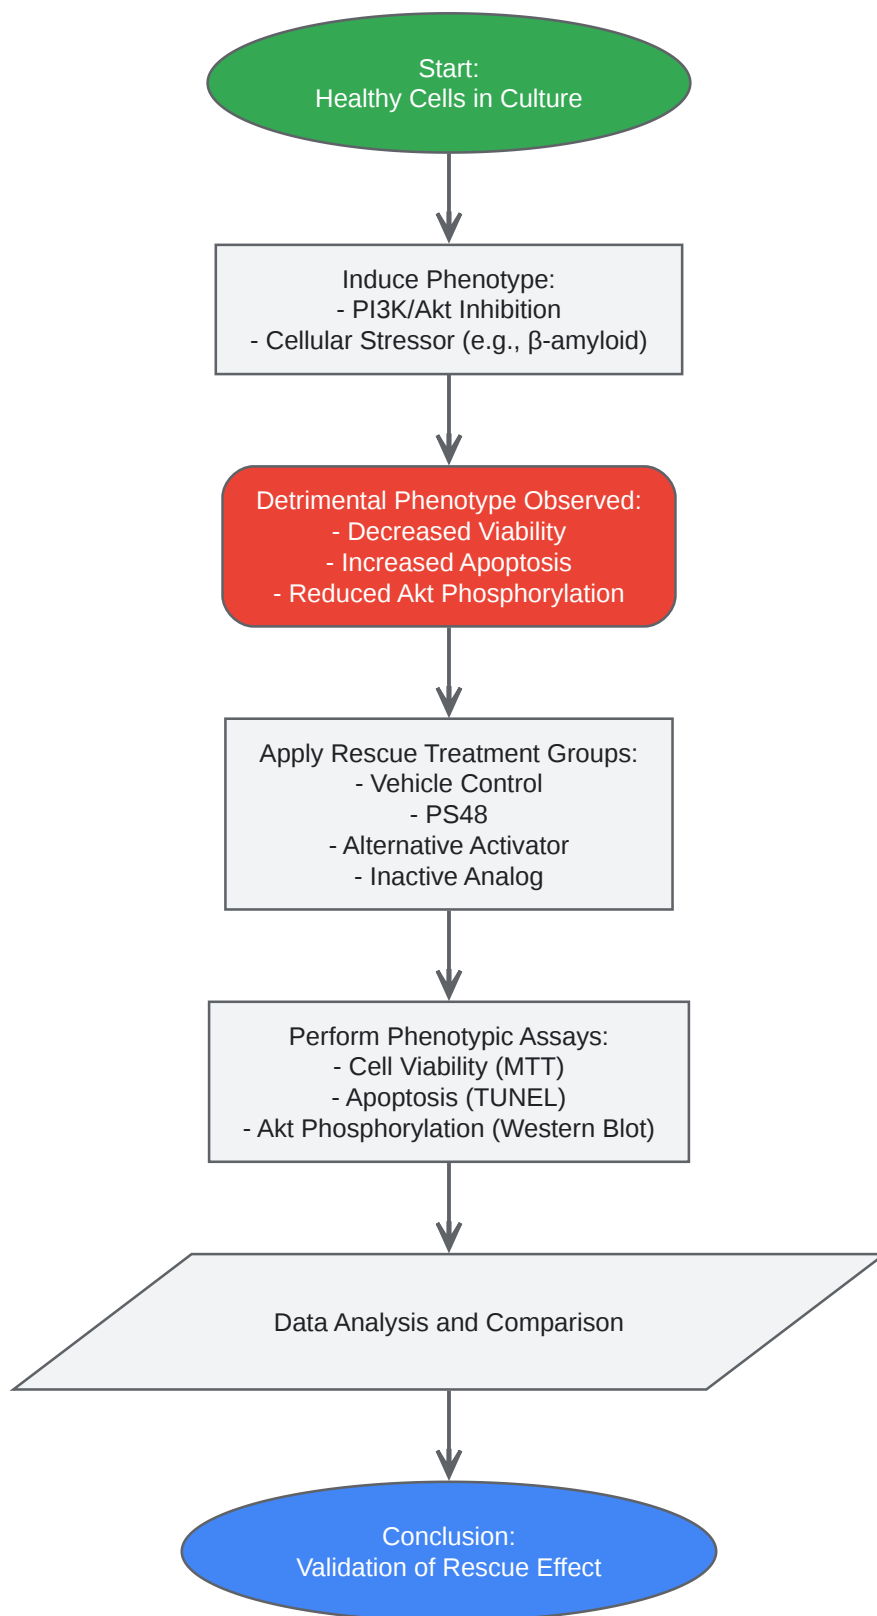 Start:
Healthy Cells in Culture
Induce Phenotype:
- PI3K/Akt Inhibition
- Cellular Stressor (e.g., β-amyloid)
Detrimental Phenotype Observed:
- Decreased Viability
- Increased Apoptosis
- Reduced Akt Phosphorylation
Apply Rescue Treatment Groups:
- Vehicle Control
- PS48
- Alternative Activator
- Inactive Analog
Perform Phenotypic Assays:
- Cell Viability (MTT)
- Apoptosis (TUNEL)
- Akt Phosphorylation (Western Blot)
Data Analysis and Comparison
Conclusion:
Validation of Rescue Effect